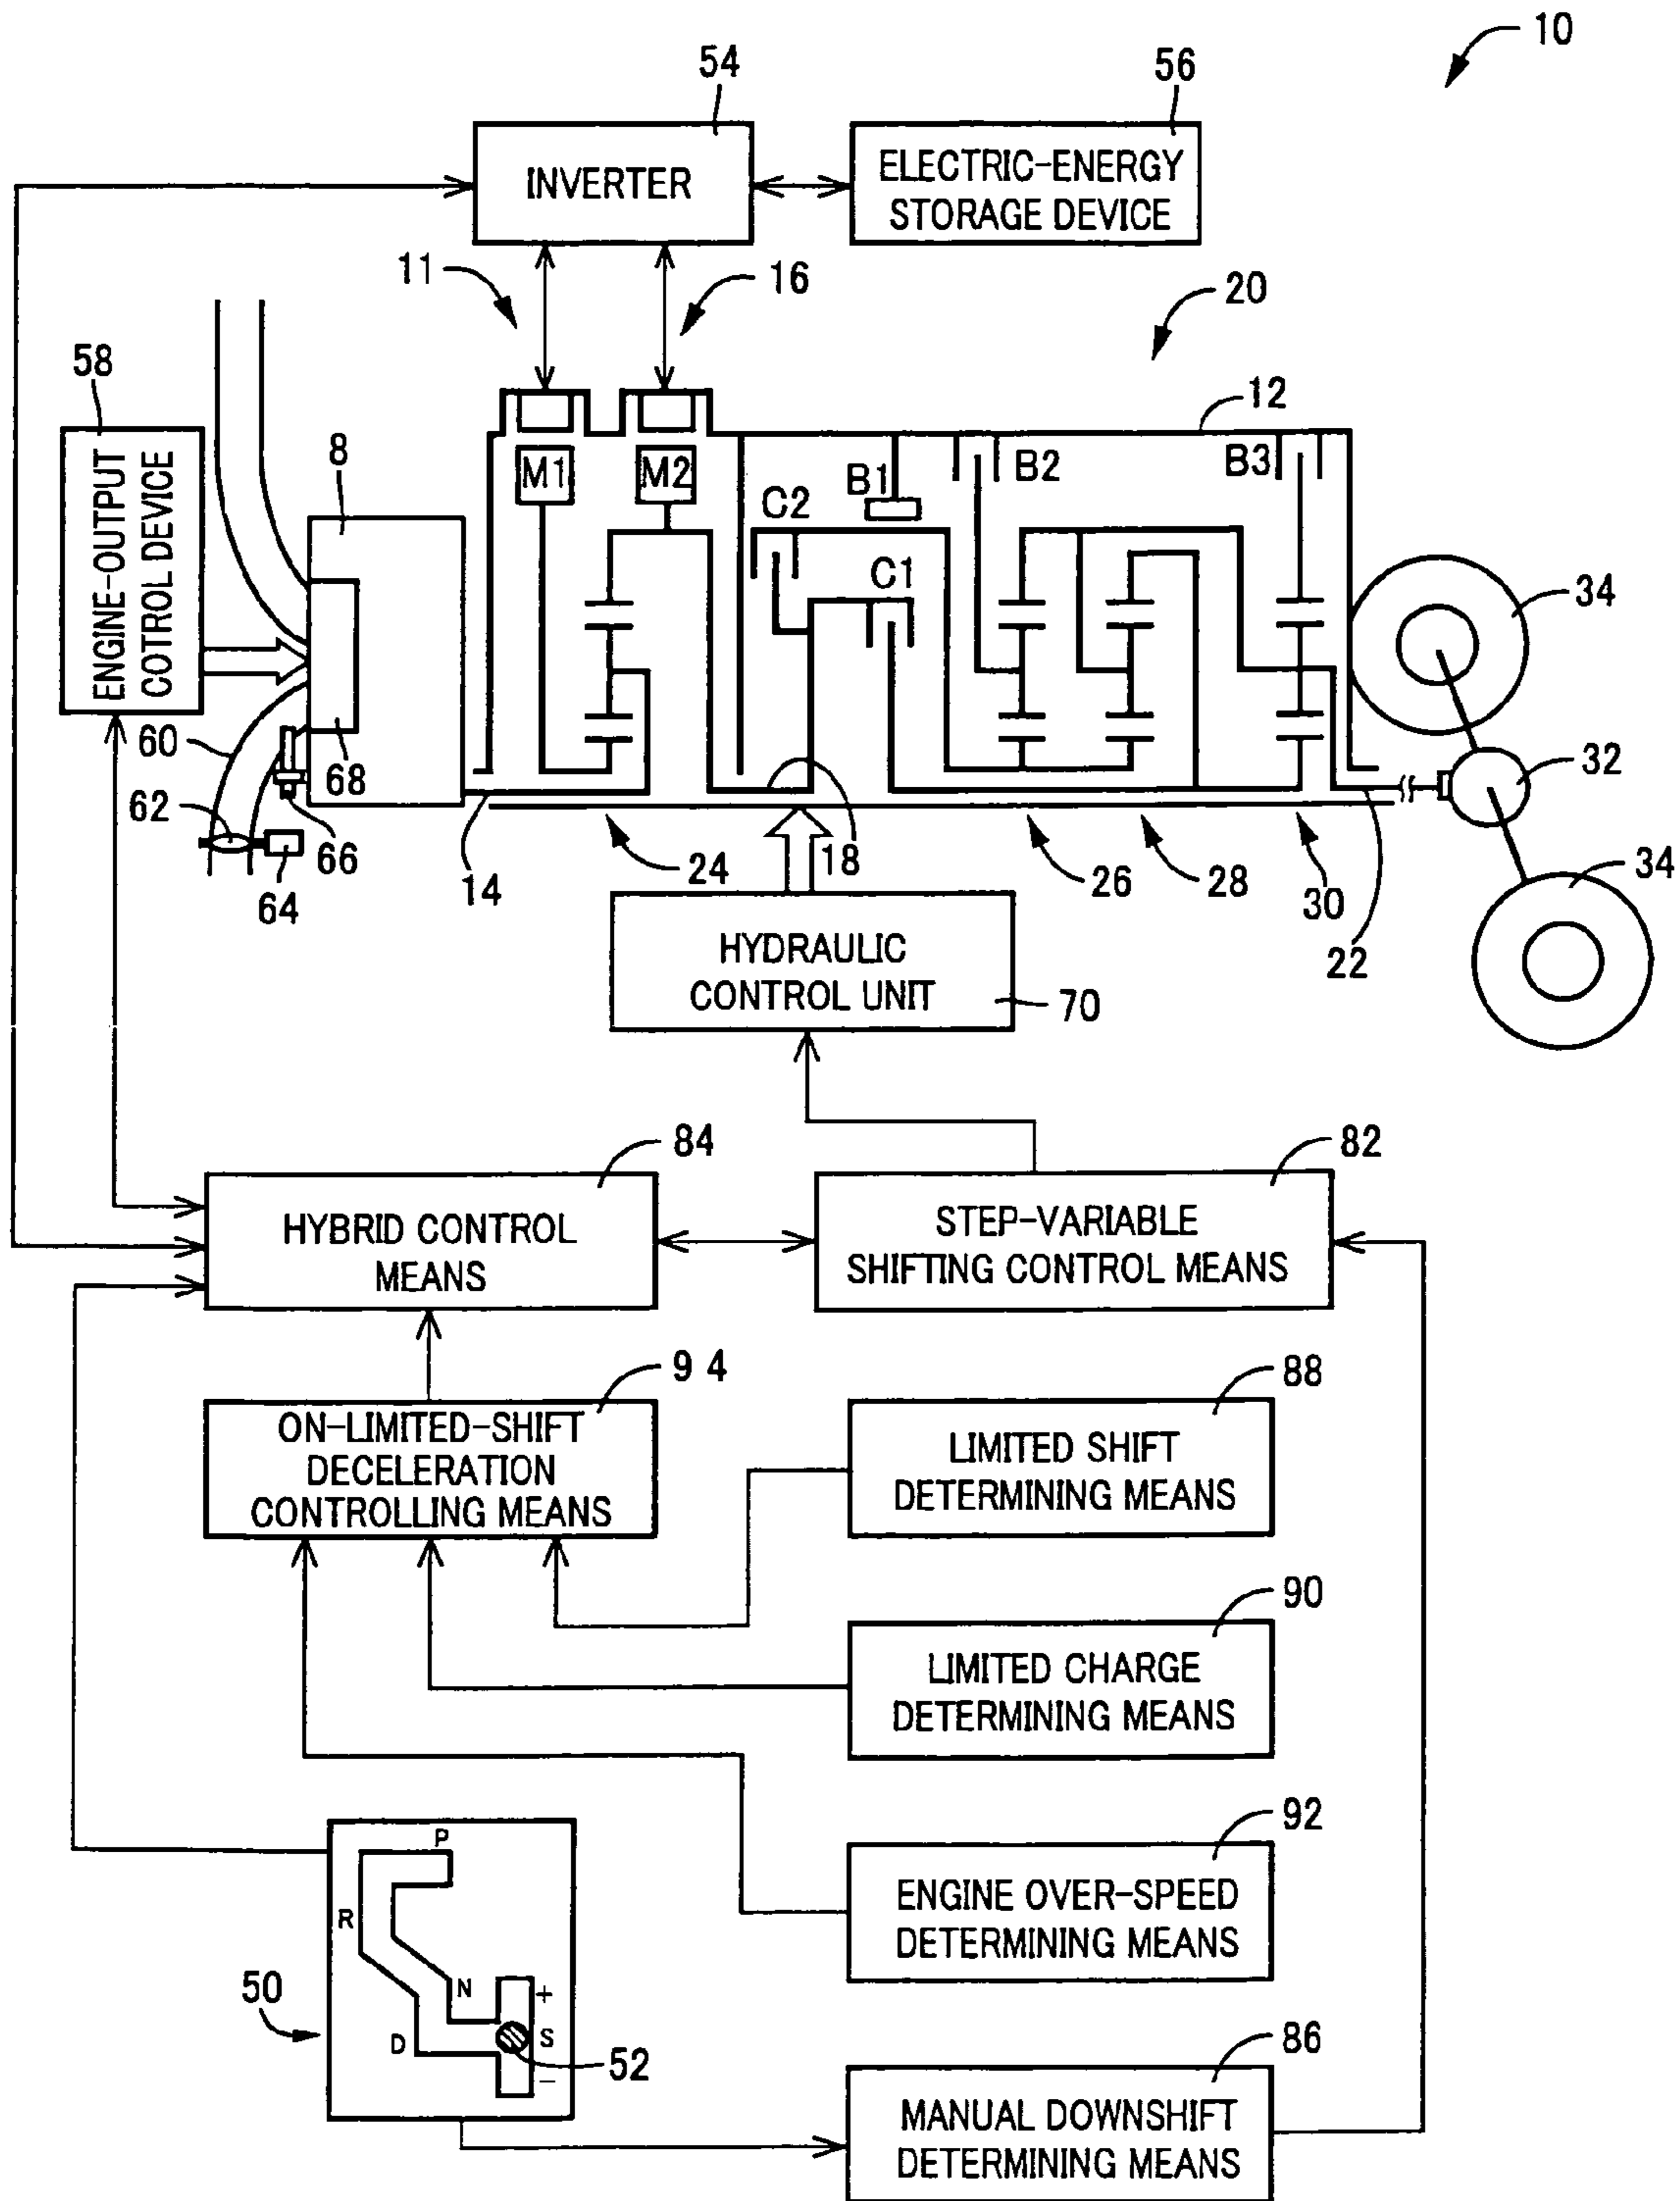 10
54
56
INVERTER
ELECTRIC-ENERGY
STORAGE DEVICE
11
16
20
58
ENGINE-OUTPUT
COTROL DEVICE
8
12
M1
M2
B1
B2
B3
C2
C1
34
60
68
62
66
64
14
24
18
26
28
30
22
32
34
HYDRAULIC
CONTROL UNIT
70
84
82
HYBRID CONTROL
MEANS
STEP-VARIABLE
SHIFTING CONTROL MEANS
9 4
88
ON-LIMITED-SHIFT
DECELERATION
CONTROLLING MEANS
LIMITED SHIFT
DETERMINING MEANS
90
LIMITED CHARGE
DETERMINING MEANS
92
ENGINE OVER-SPEED
DETERMINING MEANS
P
R
N
+
D
S
−
50
52
86
MANUAL DOWNSHIFT
DETERMINING MEANS